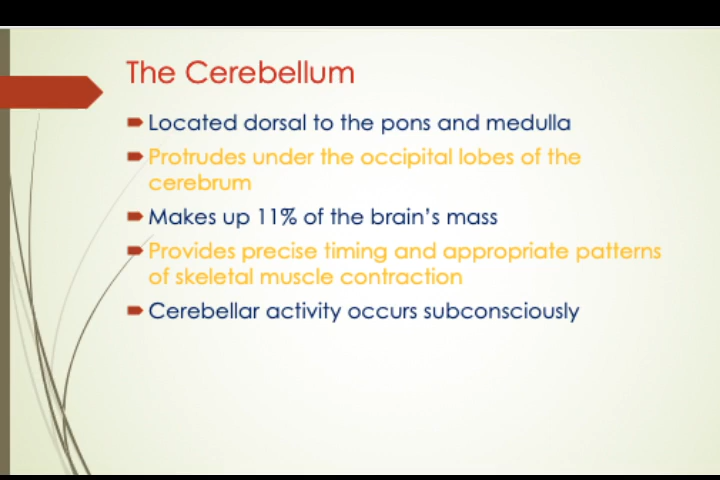 The Cerebellum
Located dorsal to the pons and medulla
Protrudes under the occipital lobes of the
cerebrum
Makes up 11% of the brain's mass
Provides precise timing and appropriate patterns
of skeletal muscle contraction
Cerebellar activity occurs subconsciously